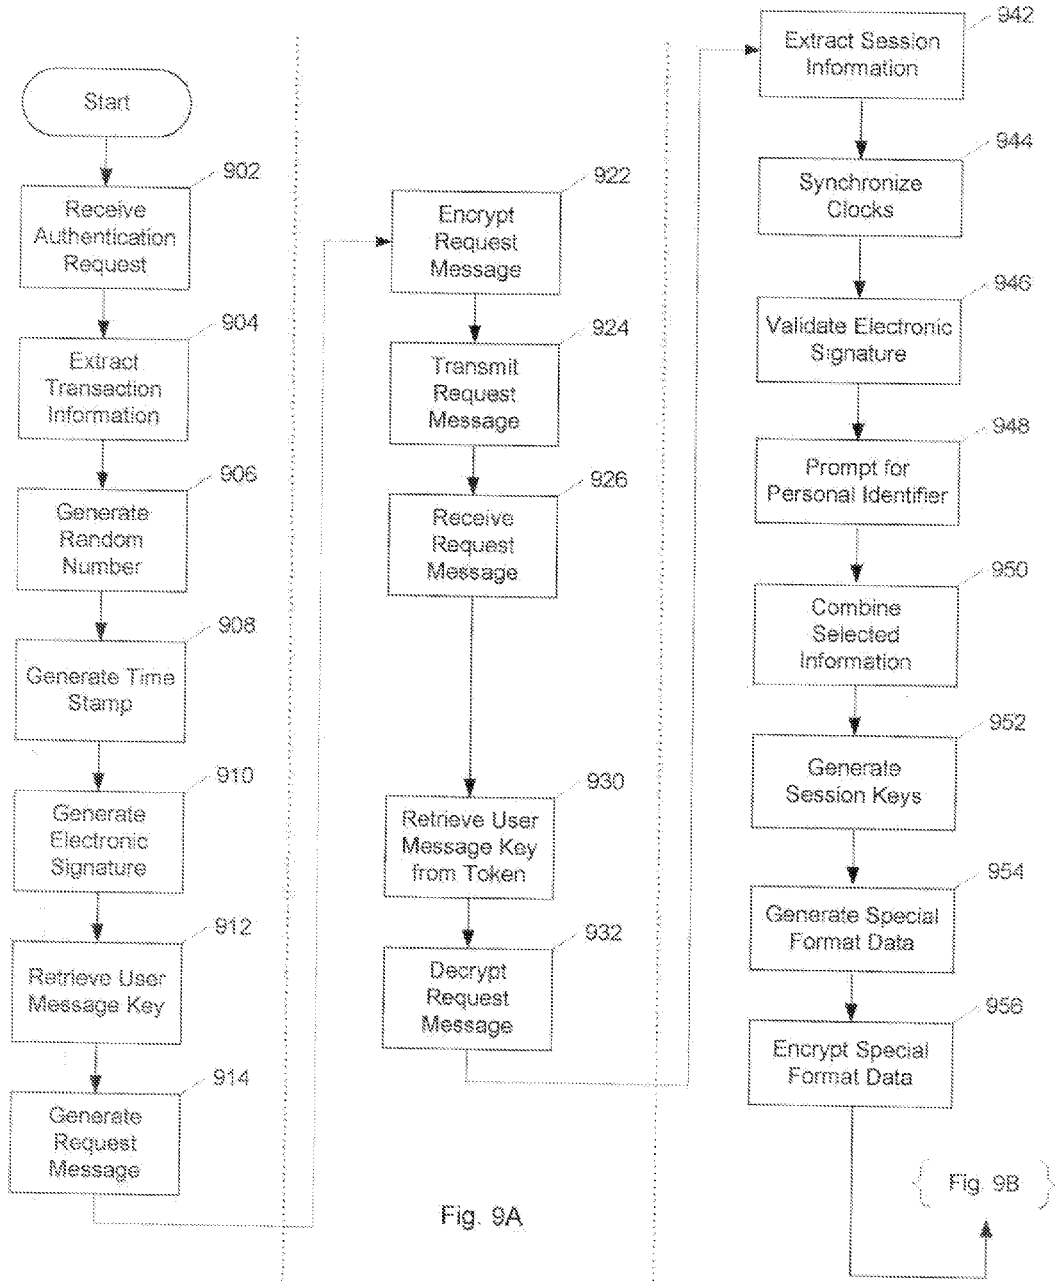 Start
902
Receive
Authentication
Request
904
Extract
Transaction
Information
906
Generate
Random
Number
908
Generate Time
Stamp
910
Generate
Electronic
Signature
912
Retrieve User
Message Key
914
Generate
Request
Message
922
Encrypt
Request
Message
924
Transmit
Request
Message
926
Receive
Request
Message
930
Retrieve User
Message Key
from Token
932
Decrypt
Request
Message
Fig. 9A
942
Extract Session
Information
944
Synchronize
Clocks
946
Validate Electronic
Signature
948
Prompt for
Personal Identifier
950
Combine
Selected
Information
952
Generate
Session Keys
954
Generate Special
Format Data
956
Encrypt Special
Format Data
Fig. 9B